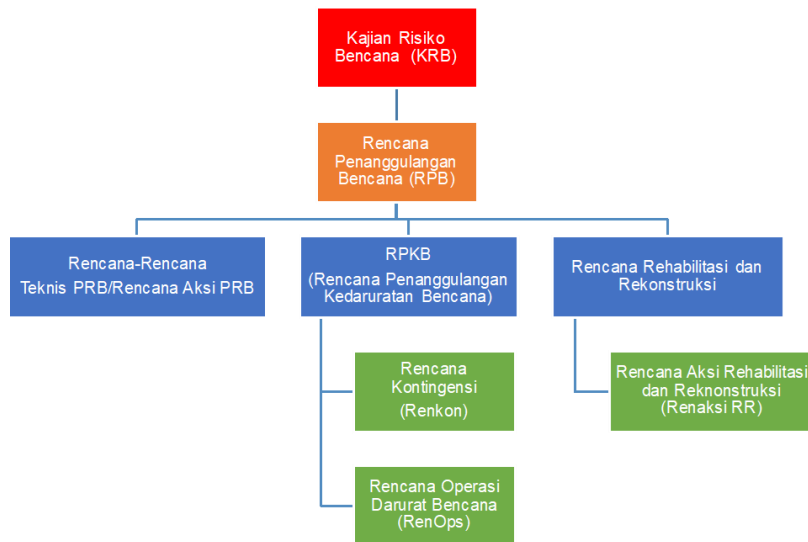 Kajian Risiko
Bencana (KRB)
Rencana
Penanggulangan
Bencana (RPB)
Rencana-Rencana
Teknis PRB/Rencana Aksi PRB
RPKB
(Rencana Penanggulangan
Kedaruratan Bencana)
Rencana Rehabilitasi dan
Rekonstruksi
Rencana
Kontingensi
(Renkon)
Rencana Aksi Rehabilitasi
dan Reknonstruksi
(Renaksi RR)
Rencana Operasi
Darurat Bencana
(RenOps)